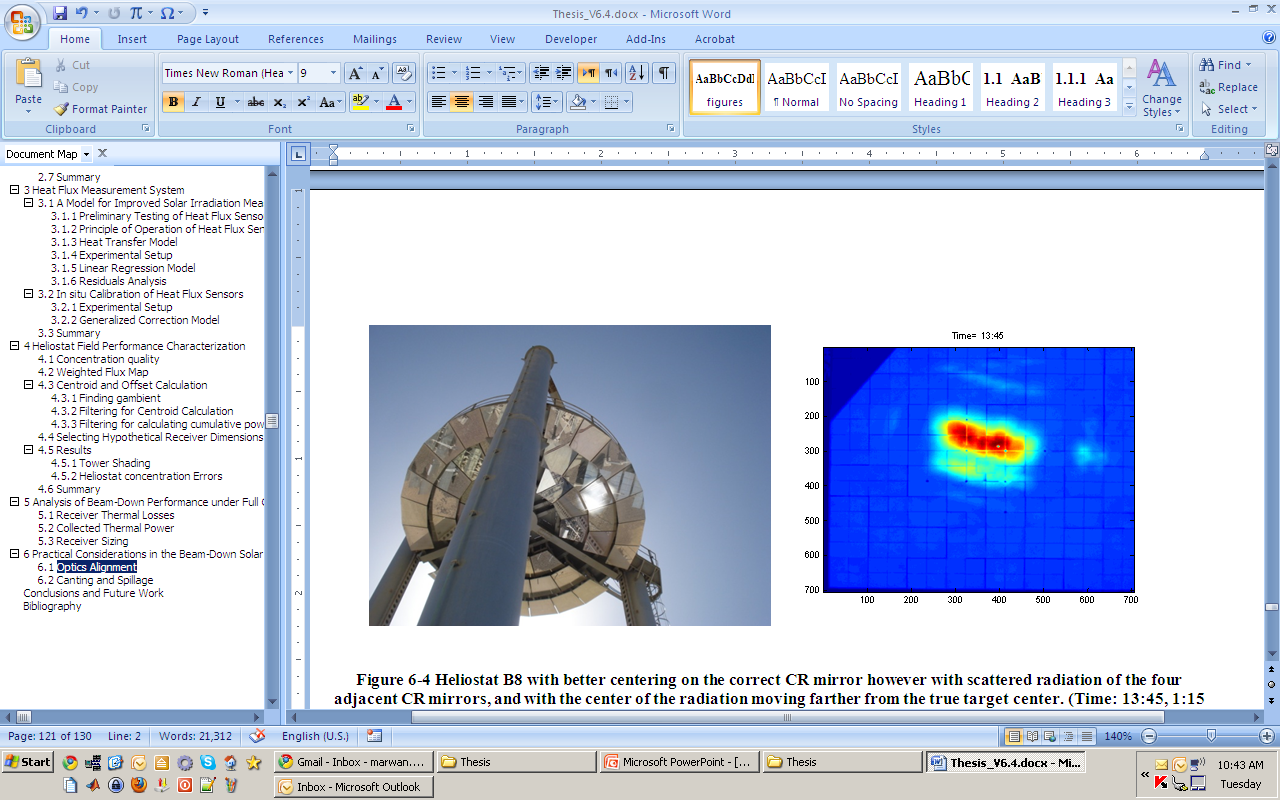 Thesis_V6.4.docx - Microsoft Word
Home Insert Page Layout References Mailings Review View Developer Add-Ins Acrobat
Paste
Cut
Copy
Format Painter
Clipboard
Times New Roman (Hea 9
B I U abc x₂ x² Aa ab A
Font
Paragraph
AaBbCcDd AaBbCcI AaBbCcI AaBbC 1.1 AaB 1.1.1 Aa
figures ¶ Normal No Spacing Heading 1 Heading 2 Heading 3
Change
Styles
Styles
Find
Replace
Select
Editing
Document Map
2.7 Summary
3 Heat Flux Measurement System
3.1 A Model for Improved Solar Irradiation Mea
3.1.1 Preliminary Testing of Heat Flux Senso
3.1.2 Principle of Operation of Heat Flux Sen
3.1.3 Heat Transfer Model
3.1.4 Experimental Setup
3.1.5 Linear Regression Model
3.1.6 Residuals Analysis
3.2 In situ Calibration of Heat Flux Sensors
3.2.1 Experimental Setup
3.2.2 Generalized Correction Model
3.3 Summary
4 Heliostat Field Performance Characterization
4.1 Concentration quality
4.2 Weighted Flux Map
4.3 Centroid and Offset Calculation
4.3.1 Finding gambient
4.3.2 Filtering for Centroid Calculation
4.3.3 Filtering for calculating cumulative pow
4.4 Selecting Hypothetical Receiver Dimensions
4.5 Results
4.5.1 Tower Shading
4.5.2 Heliostat concentration Errors
4.6 Summary
5 Analysis of Beam-Down Performance under Full C
5.1 Receiver Thermal Losses
5.2 Collected Thermal Power
5.3 Receiver Sizing
6 Practical Considerations in the Beam-Down Solar
6.1 Optics Alignment
6.2 Canting and Spillage
Conclusions and Future Work
Bibliography
1 2 3 4 5 6
1
1
2
Time= 13:45
100
200
300
400
500
600
700
100 200 300 400 500 600 700
Figure 6-4 Heliostat B8 with better centering on the correct CR mirror however with scattered radiation of the four
adjacent CR mirrors, and with the center of the radiation moving farther from the true target center. (Time: 13:45, 1:15
Page: 121 of 130 Line: 2 Words: 21,312 English (U.S.) 140%
Start Gmail - Inbox - marwan.... Thesis Microsoft PowerPoint - [... Thesis Thesis_V6.4.docx - Mi...
Inbox - Microsoft Outlook
10:43 AM
Tuesday